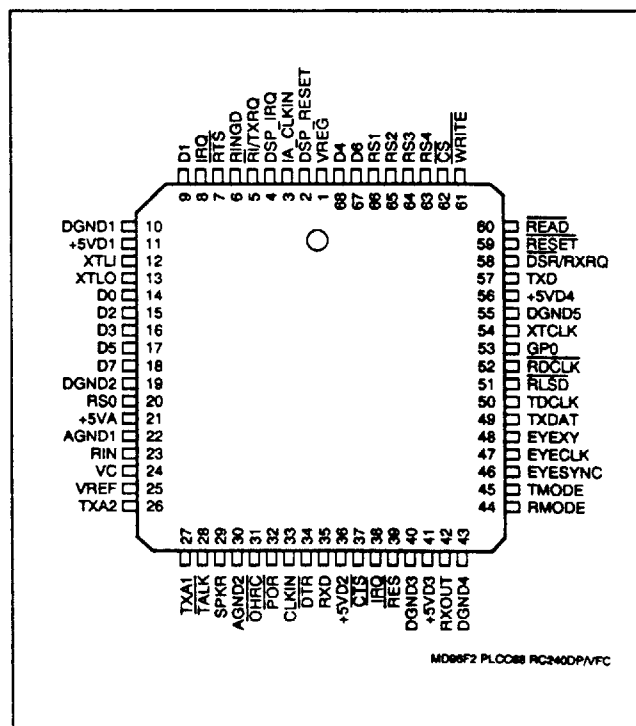 D1
IRQ
RTS
RINGD
RI/TXRQ
DSP_IRQ
IA_CLKIN
DSP_RESET
VREG
D4
D6
RS1
RS2
RS3
RS4
CS
WRITE
9 8 7 6 5 4 3 2 1 68 67 66 65 64 63 62 61
DGND1 10
+5VD1 11
XTLI 12
XTLO 13
D0 14
D2 15
D3 16
D5 17
D7 18
DGND2 19
RS0 20
+5VA 21
AGND1 22
RIN 23
VC 24
VREF 25
TXA2 26
60 READ
59 RESET
58 DSR/RXRQ
57 TXD
56 +5VD4
55 DGND5
54 XTCLK
53 GP0
52 RDCLK
51 RLSD
50 TDCLK
49 TXDAT
48 EYEXY
47 EYECLK
46 EYESYNC
45 TMODE
44 RMODE
27 28 29 30 31 32 33 34 35 36 37 38 39 40 41 42 43
TXA1
TALK
SPKR
AGND2
OHRC
POR
CLKIN
DTR
RXD
+5VD2
CTS
IRQ
RES
DGND3
+5VD3
RXOUT
DGND4
MD96F2 PLCC68 RC240DP/VFC